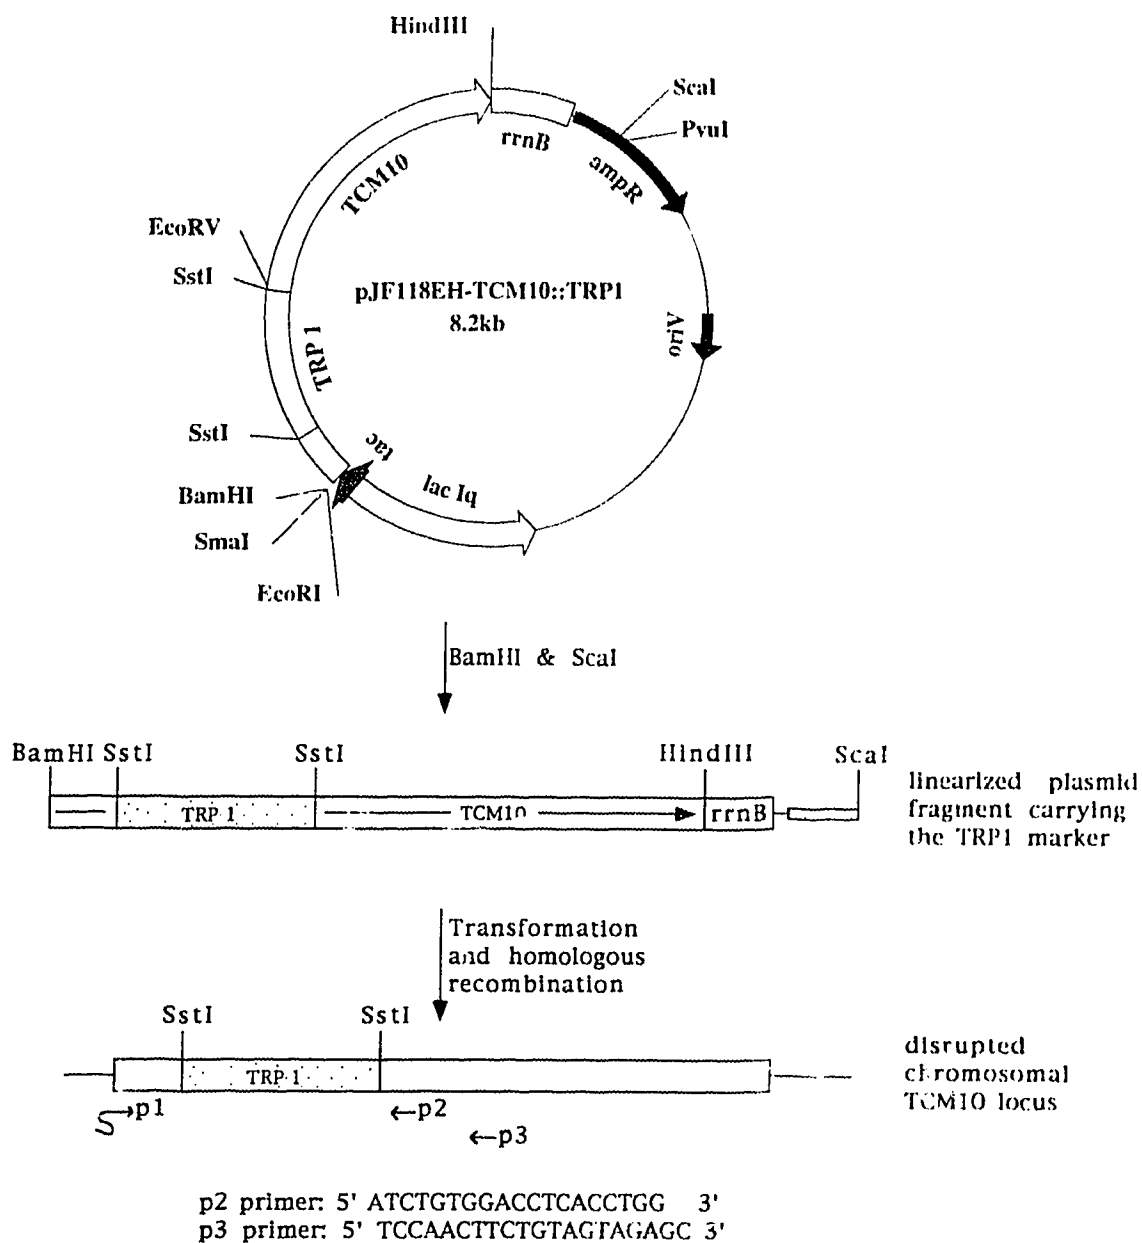 HindIII
ScaI
PvuI
rrnB
ampR
TCM10
EcoRV
SstI
pJF118EH-TCM10::TRP1
8.2kb
oriV
TRP 1
SstI
tac
BamHI
lac Iq
SmaI
EcoRI
BamHI & ScaI
BamHI SstI SstI HindIII ScaI
TRP 1 TCM10 rrnB
linearized plasmid
fragment carrying
the TRP1 marker
Transformation
and homologous
recombination
SstI SstI
TRP 1
disrupted
chromosomal
TCM10 locus
p1 p2
p3
p2 primer: 5' ATCTGTGGACCTCACCTGG 3'
p3 primer: 5' TCCAACTTCTGTAGTAGAGC 3'